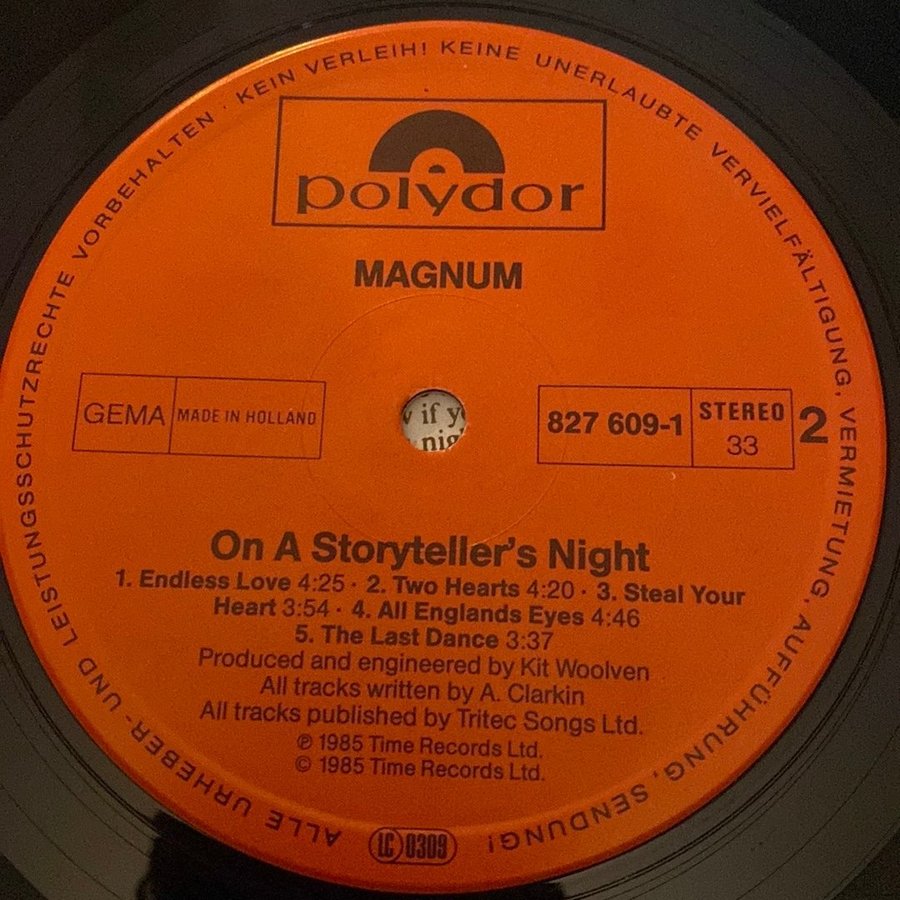 ALLE URHEBER- UND LEISTUNGSSCHUTZRECHTE VORBEHALTEN · KEIN VERLEIH! KEINE UNERLAUBTE VERVIELFÄLTIGUNG, VERMIETUNG, AUFFÜHRUNG, SENDUNG!
polydor
MAGNUM
GEMA MADE IN HOLLAND
if
nig
827 609-1 STEREO 33 2
On A Storyteller's Night
1. Endless Love 4:25 · 2. Two Hearts 4:20 · 3. Steal Your
Heart 3:54 · 4. All Englands Eyes 4:46
5. The Last Dance 3:37
Produced and engineered by Kit Woolven
All tracks written by A. Clarkin
All tracks published by Tritec Songs Ltd.
℗ 1985 Time Records Ltd.
© 1985 Time Records Ltd.
LC 0309